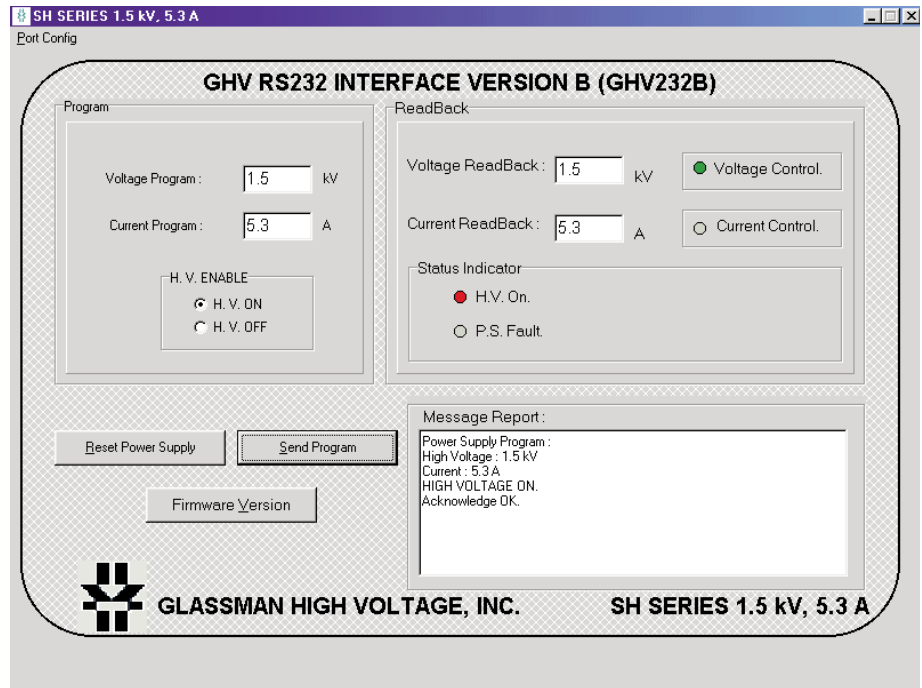 SH SERIES 1.5 kV, 5.3 A
Port Config
GHV RS232 INTERFACE VERSION B (GHV232B)
Program
Voltage Program :
1.5
kV
Current Program :
5.3
A
H. V. ENABLE
H. V. ON
H. V. OFF
ReadBack
Voltage ReadBack :
1.5
kV
Voltage Control.
Current ReadBack :
5.3
A
Current Control.
Status Indicator
H.V. On.
P.S. Fault.
Reset Power Supply
Send Program
Firmware Version
Message Report :
Power Supply Program :
High Voltage : 1.5 kV
Current : 5.3 A
HIGH VOLTAGE ON.
Acknowledge OK.
GLASSMAN HIGH VOLTAGE, INC.
SH SERIES 1.5 kV, 5.3 A